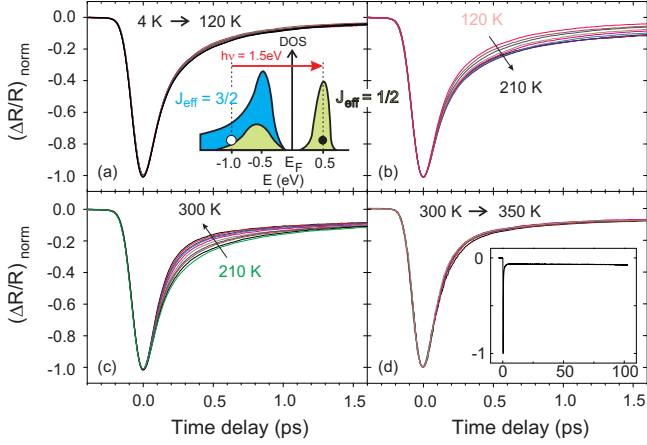 0.0
-0.2
-0.4
-0.6
-0.8
-1.0
(ΔR/R) norm
4 K → 120 K
DOS
hν = 1.5eV
J eff = 3/2
J eff = 1/2
-1.0 -0.5 E F 0.5
E (eV)
(a)
120 K
210 K
(b)
0.0
-0.2
-0.4
-0.6
-0.8
-1.0
(ΔR/R) norm
300 K
210 K
(c)
0.0 0.5 1.0 1.5
Time delay (ps)
300 K → 350 K
0
-1
0 50 100
(d)
0.0 0.5 1.0 1.5
Time delay (ps)